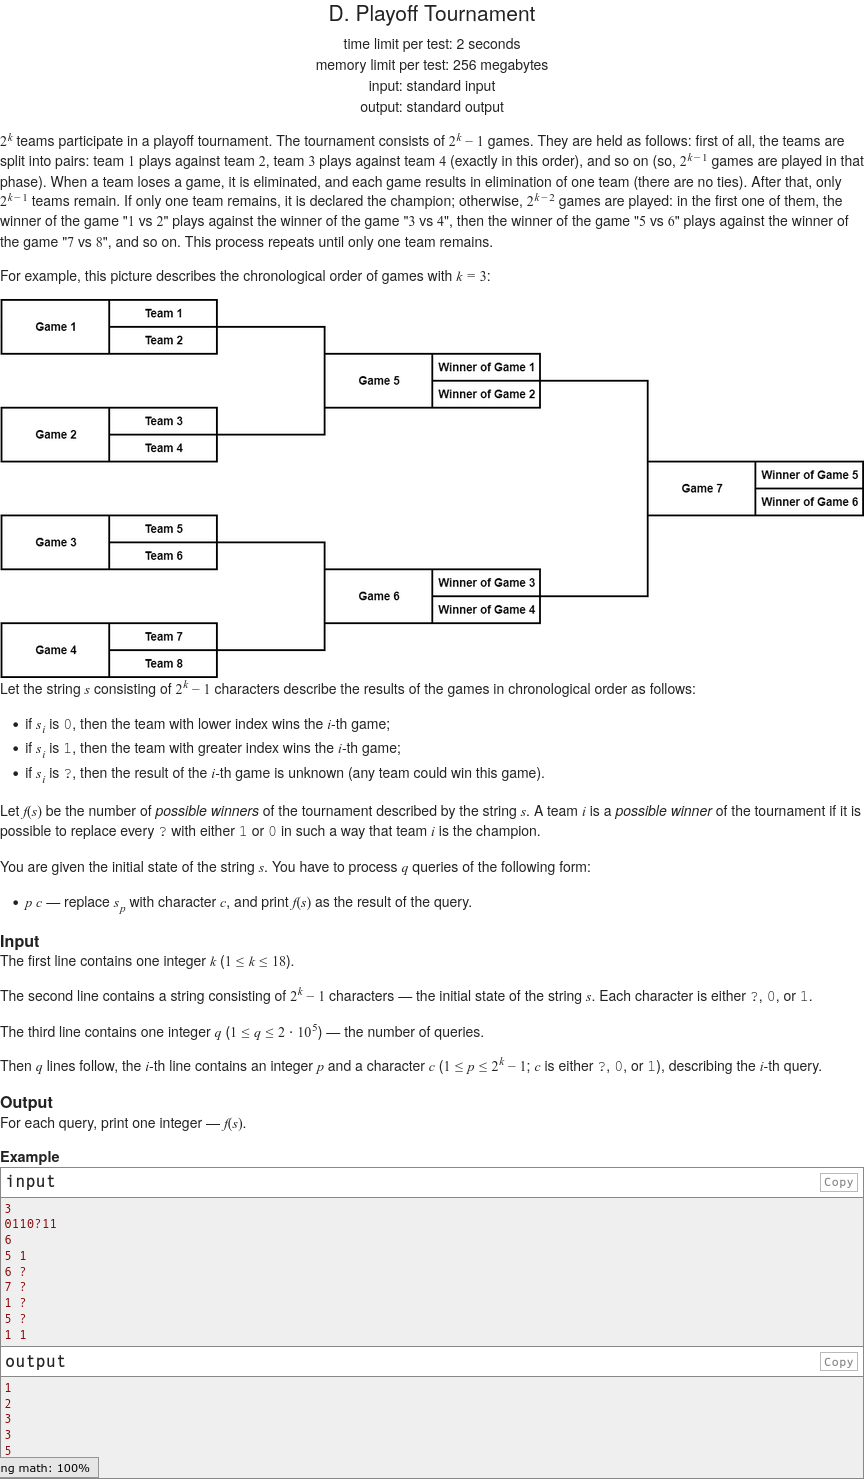 D. Playoff Tournament
time limit per test: 2 seconds
memory limit per test: 256 megabytes
input: standard input
output: standard output
2^k teams participate in a playoff tournament. The tournament consists of 2^k − 1 games. They are held as follows: first of all, the teams are
split into pairs: team 1 plays against team 2, team 3 plays against team 4 (exactly in this order), and so on (so, 2^{k−1} games are played in that
phase). When a team loses a game, it is eliminated, and each game results in elimination of one team (there are no ties). After that, only
2^{k−1} teams remain. If only one team remains, it is declared the champion; otherwise, 2^{k−2} games are played: in the first one of them, the
winner of the game "1 vs 2" plays against the winner of the game "3 vs 4", then the winner of the game "5 vs 6" plays against the winner of
the game "7 vs 8", and so on. This process repeats until only one team remains.
For example, this picture describes the chronological order of games with k = 3:
Game 1
Team 1
Team 2
Game 5
Winner of Game 1
Winner of Game 2
Game 2
Team 3
Team 4
Game 7
Winner of Game 5
Winner of Game 6
Game 3
Team 5
Team 6
Game 6
Winner of Game 3
Winner of Game 4
Game 4
Team 7
Team 8
Let the string s consisting of 2^k − 1 characters describe the results of the games in chronological order as follows:
• if s_i is 0, then the team with lower index wins the i-th game;
• if s_i is 1, then the team with greater index wins the i-th game;
• if s_i is ?, then the result of the i-th game is unknown (any team could win this game).
Let f(s) be the number of possible winners of the tournament described by the string s. A team i is a possible winner of the tournament if it is
possible to replace every ? with either 1 or 0 in such a way that team i is the champion.
You are given the initial state of the string s. You have to process q queries of the following form:
• p c — replace s_p with character c, and print f(s) as the result of the query.
Input
The first line contains one integer k (1 ≤ k ≤ 18).
The second line contains a string consisting of 2^k − 1 characters — the initial state of the string s. Each character is either ?, 0, or 1.
The third line contains one integer q (1 ≤ q ≤ 2 · 10^5) — the number of queries.
Then q lines follow, the i-th line contains an integer p and a character c (1 ≤ p ≤ 2^k − 1; c is either ?, 0, or 1), describing the i-th query.
Output
For each query, print one integer — f(s).
Example
input
Copy
3
0110?11
6
5 1
6 ?
7 ?
1 ?
5 ?
1 1
output
Copy
1
2
3
3
5
ng math: 100%